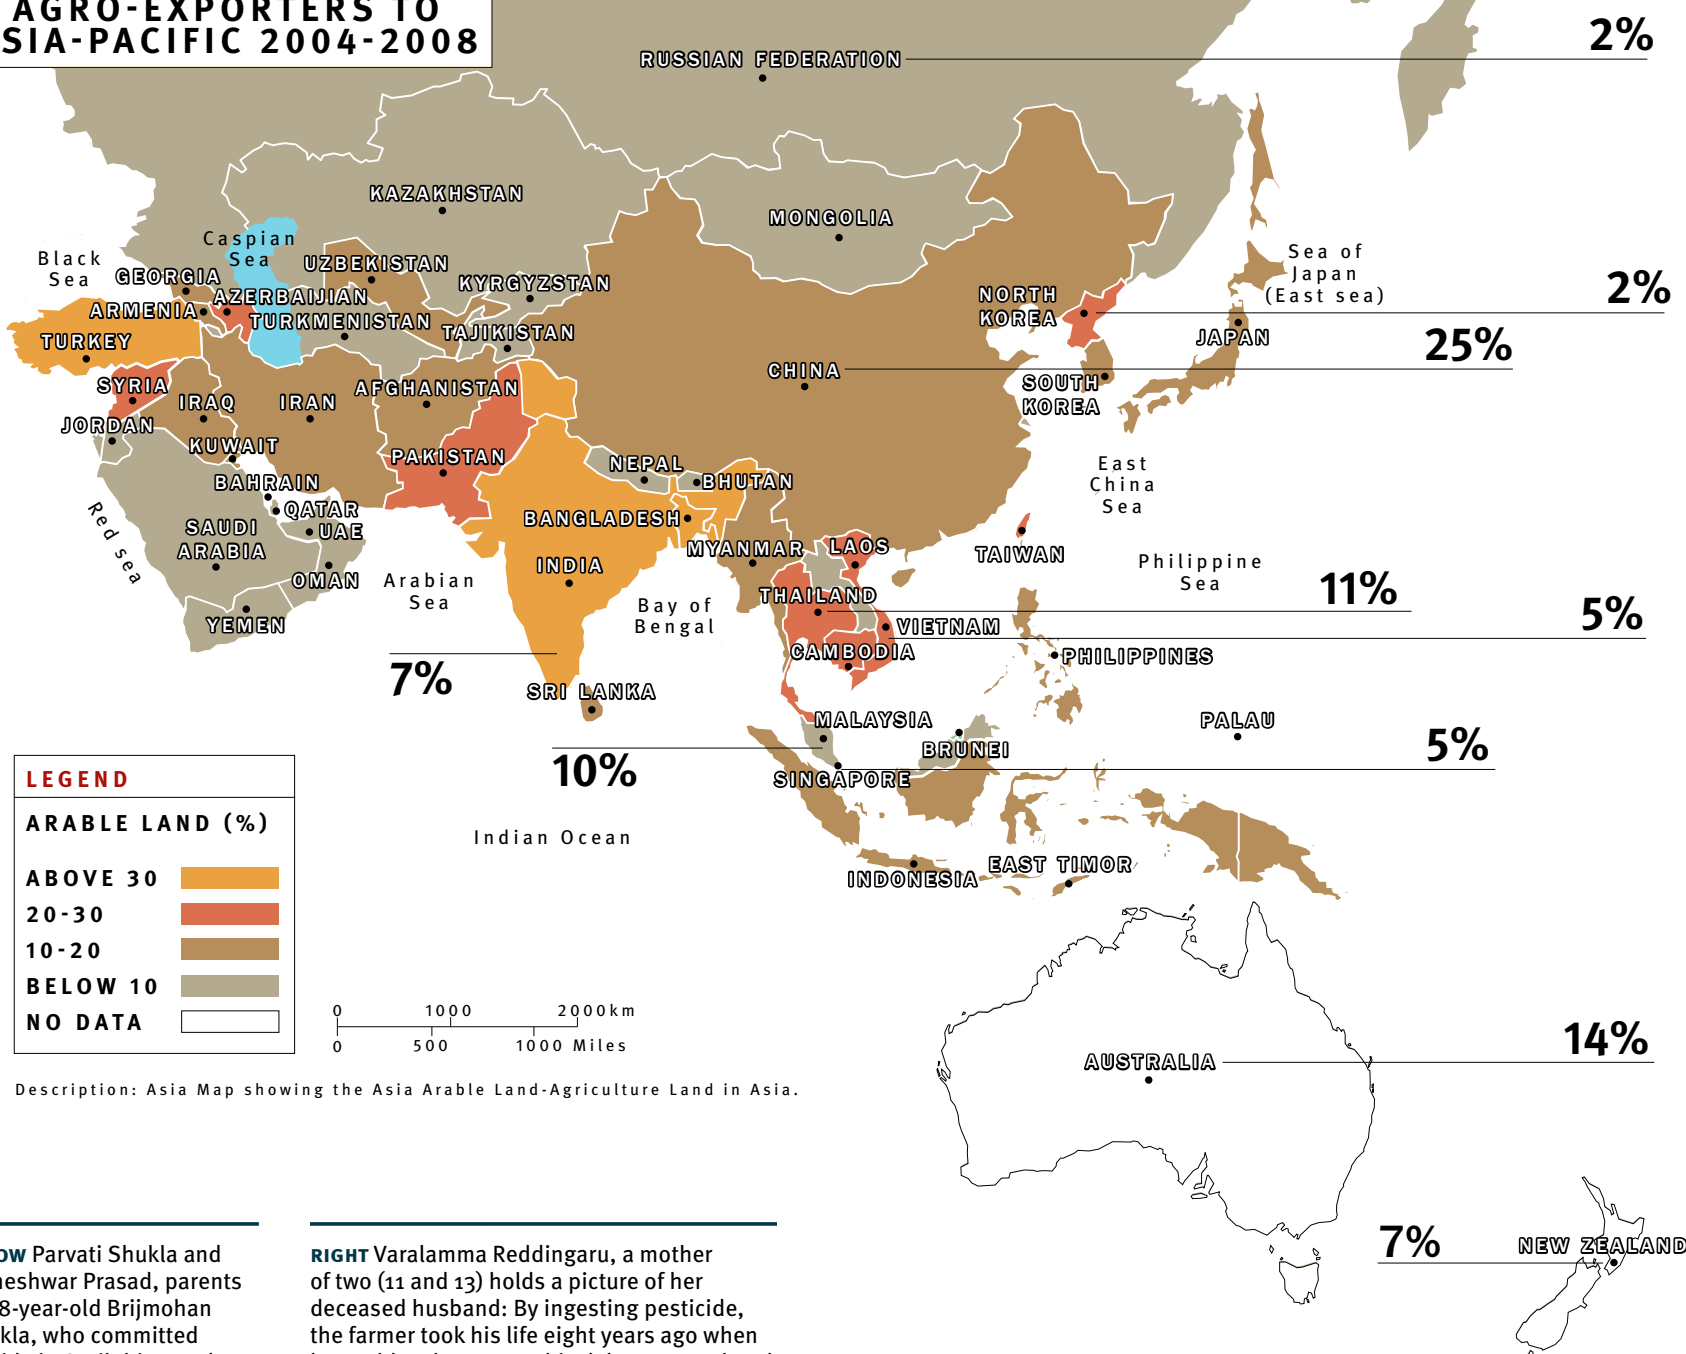 AGRO-EXPORTERS TO
SIA-PACIFIC 2004-2008
RUSSIAN FEDERATION
2%
KAZAKHSTAN
MONGOLIA
Caspian
Sea
Black
Sea
GEORGIA
UZBEKISTAN
KYRGYZSTAN
Sea of
Japan
(East sea)
ARMENIA
AZERBAIJIAN
TURKMENISTAN
TAJIKISTAN
NORTH
KOREA
2%
TURKEY
JAPAN
25%
SYRIA
IRAQ
IRAN
AFGHANISTAN
CHINA
SOUTH
KOREA
JORDAN
KUWAIT
PAKISTAN
NEPAL
BHUTAN
East
China
Sea
BAHRAIN
QATAR
UAE
Red sea
SAUDI
ARABIA
OMAN
YEMEN
BANGLADESH
INDIA
MYANMAR
LAOS
TAIWAN
Philippine
Sea
Arabian
Sea
Bay of
Bengal
THAILAND
11%
VIETNAM
5%
CAMBODIA
PHILIPPINES
7%
SRI LANKA
MALAYSIA
BRUNEI
PALAU
10%
SINGAPORE
5%
Indian Ocean
INDONESIA
EAST TIMOR
LEGEND
ARABLE LAND (%)
ABOVE 30
20-30
10-20
BELOW 10
NO DATA
0 1000 2000km
0 500 1000 Miles
AUSTRALIA
14%
Description: Asia Map showing the Asia Arable Land-Agriculture Land in Asia.
7%
NEW ZEALAND
OW Parvati Shukla and
neshwar Prasad, parents
8-year-old Brijmohan
kla, who committed
RIGHT Varalamma Reddingaru, a mother
of two (11 and 13) holds a picture of her
deceased husband: By ingesting pesticide,
the farmer took his life eight years ago when